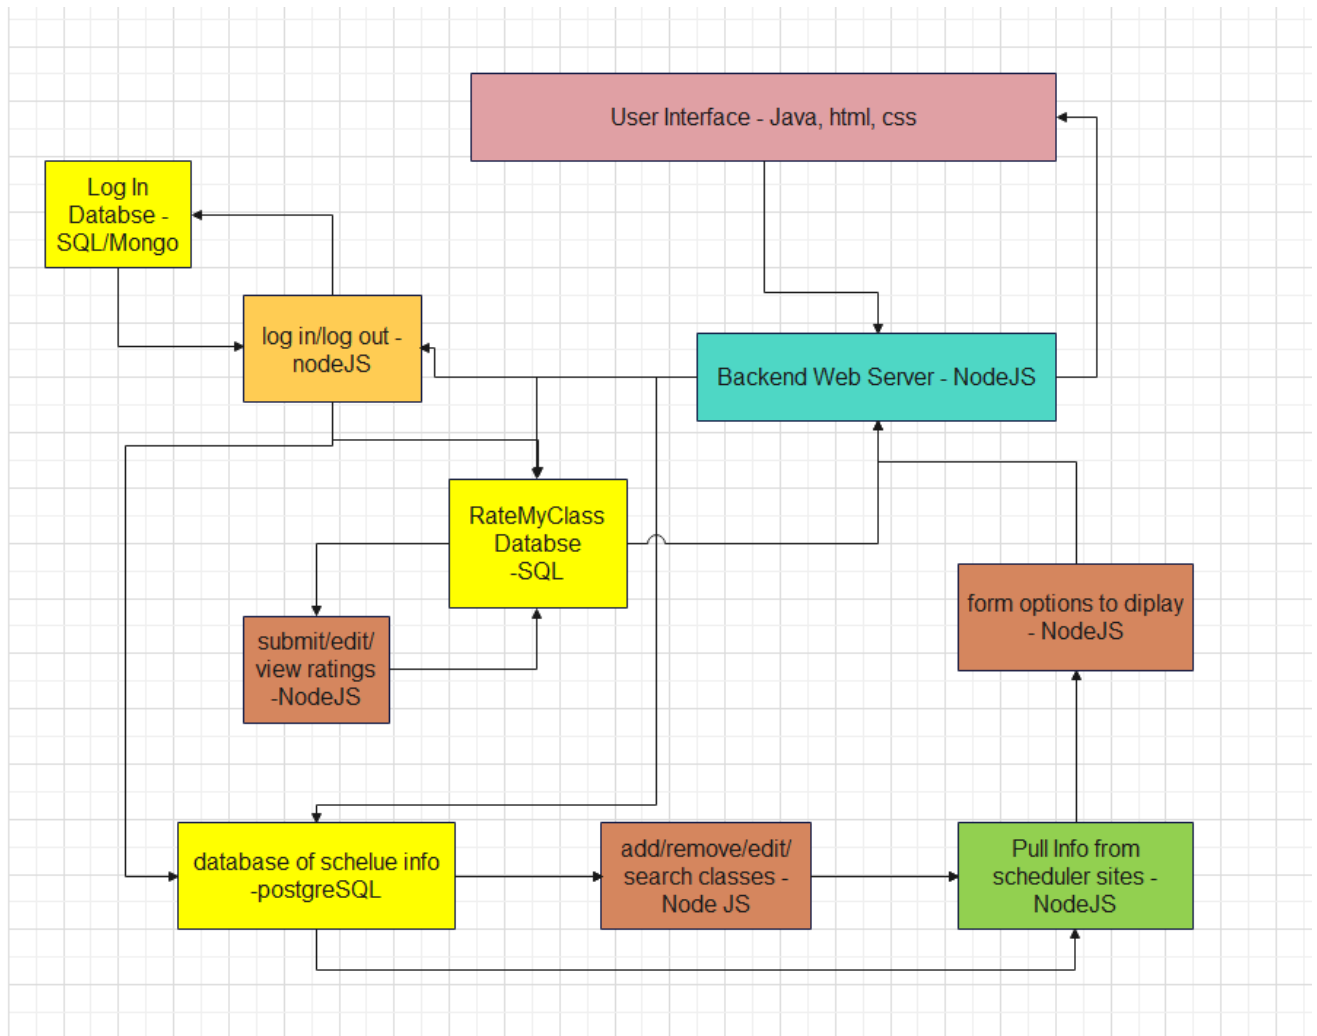 User Interface - Java, html, css
Log In
Databse -
SQL/Mongo
log in/log out -
nodeJS
Backend Web Server - NodeJS
RateMyClass
Databse
-SQL
form options to diplay
- NodeJS
submit/edit/
view ratings
-NodeJS
database of schelue info
-postgreSQL
add/remove/edit/
search classes -
Node JS
Pull Info from
scheduler sites -
NodeJS